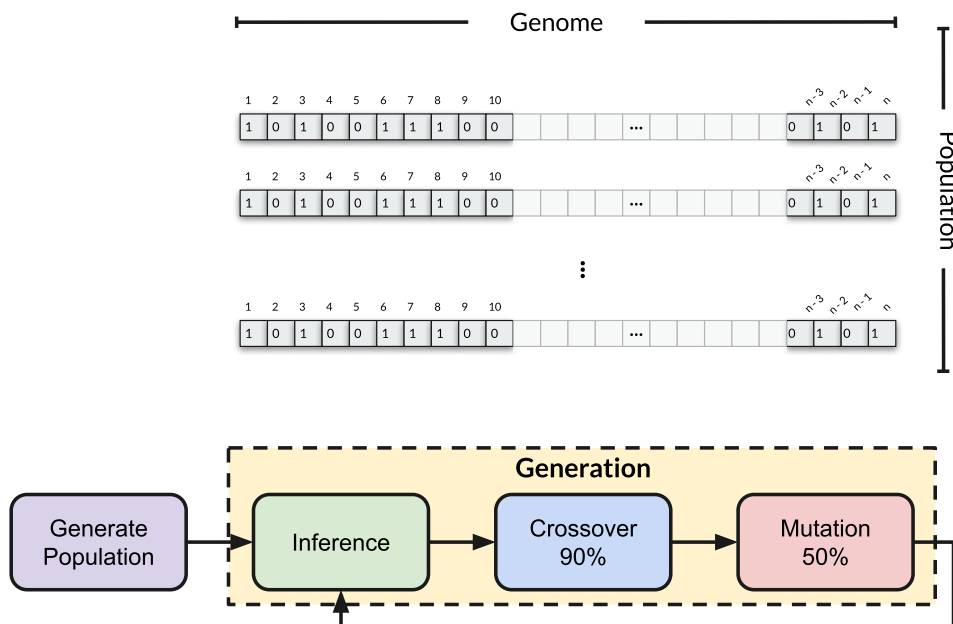 Genome
1 2 3 4 5 6 7 8 9 10 n-3 n-2 n-1 n
1 0 1 0 0 1 1 1 0 0 ... 0 1 0 1
1 2 3 4 5 6 7 8 9 10 n-3 n-2 n-1 n
1 0 1 0 0 1 1 1 0 0 ... 0 1 0 1
Population
1 2 3 4 5 6 7 8 9 10 n-3 n-2 n-1 n
1 0 1 0 0 1 1 1 0 0 ... 0 1 0 1
Generation
Generate
Population
Inference
Crossover
90%
Mutation
50%